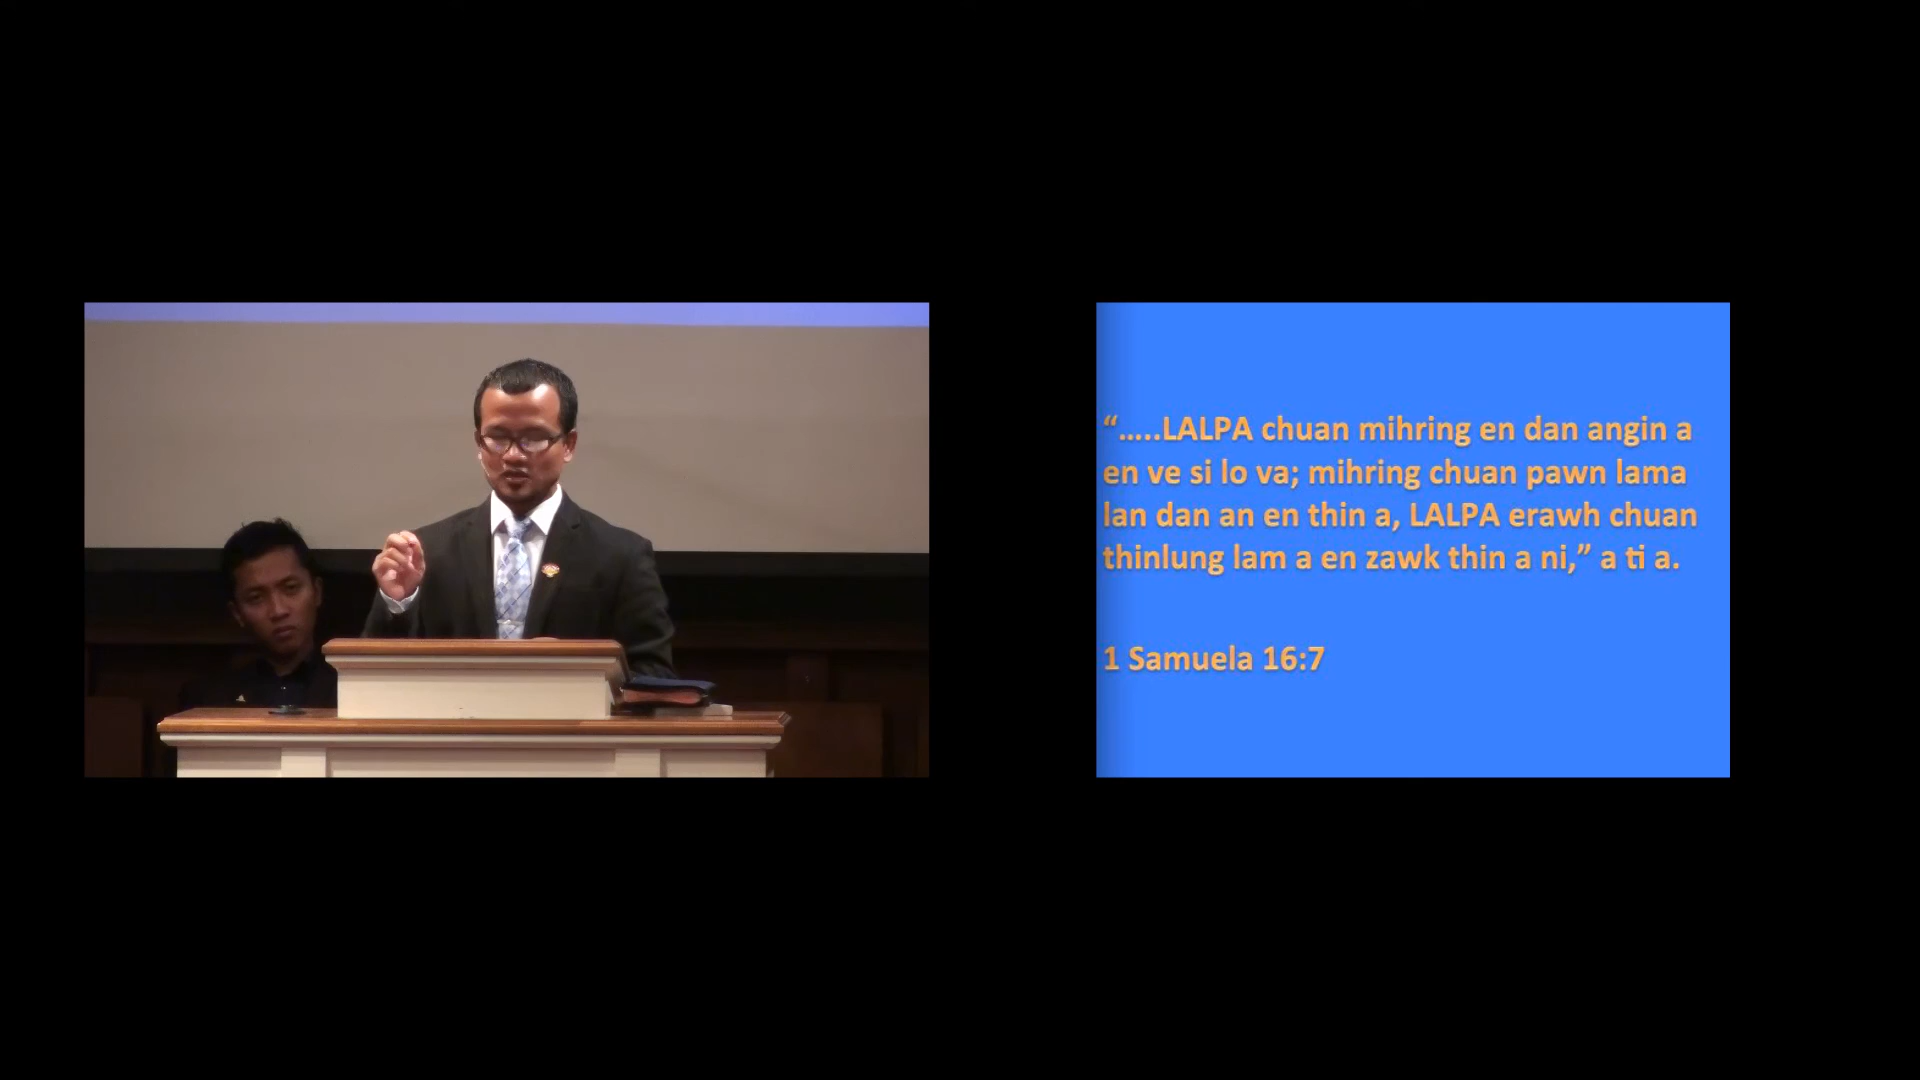 “.....LALPA chuan mihring en dan angin a
en ve si lo va; mihring chuan pawn lama
lan dan an en thin a, LALPA erawh chuan
thinlung lam a en zawk thin a ni,” a ti a.
1 Samuela 16:7